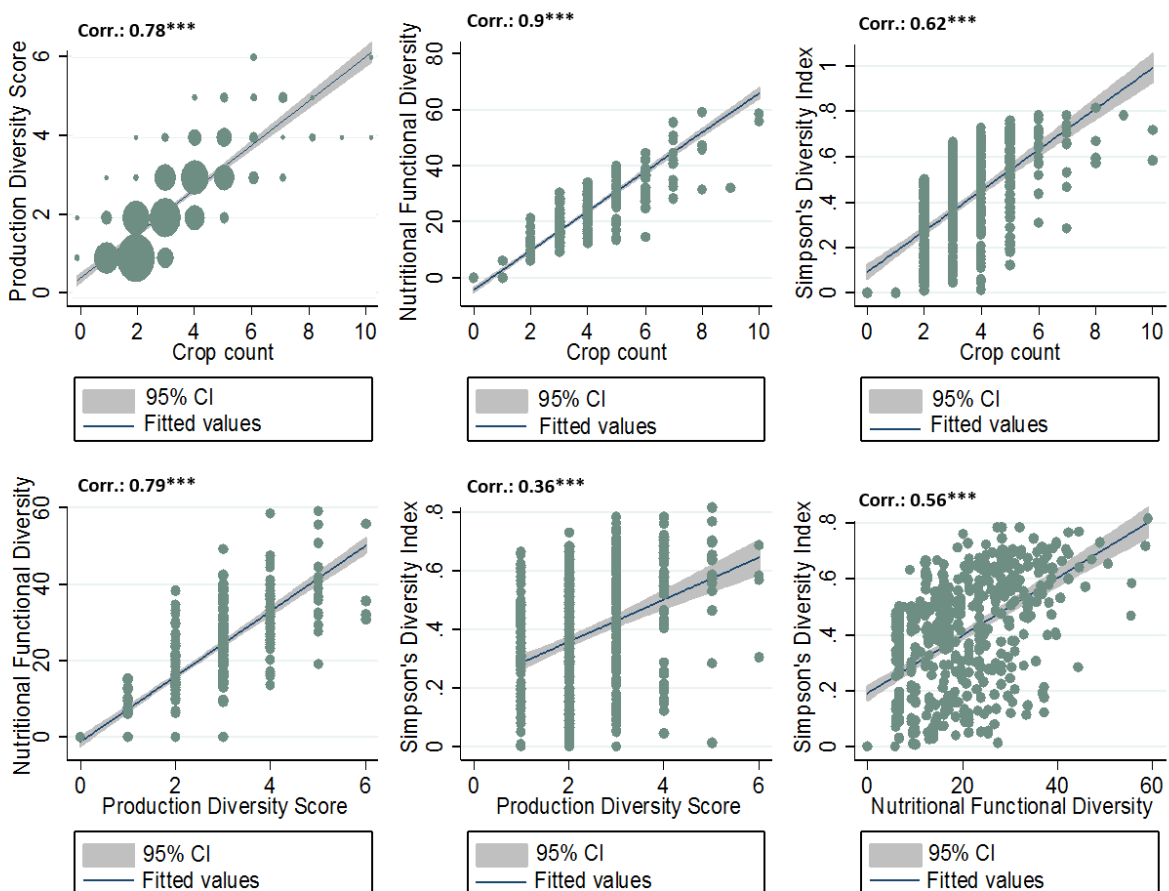 Corr.: 0.78***
Production Diversity Score
6
4
2
0
0 2 4 6 8 10
Crop count
95% CI
Fitted values
Corr.: 0.9***
Nutritional Functional Diversity
80
60
40
20
0
0 2 4 6 8 10
Crop count
95% CI
Fitted values
Corr.: 0.62***
Simpson's Diversity Index
1
.8
.6
.4
.2
0
0 2 4 6 8 10
Crop count
95% CI
Fitted values
Corr.: 0.79***
Nutritional Functional Diversity
60
40
20
0
0 2 4 6
Production Diversity Score
95% CI
Fitted values
Corr.: 0.36***
Simpson's Diversity Index
.8
.6
.4
.2
0
0 2 4 6
Production Diversity Score
95% CI
Fitted values
Corr.: 0.56***
Simpson's Diversity Index
.8
.6
.4
.2
0
0 20 40 60
Nutritional Functional Diversity
95% CI
Fitted values